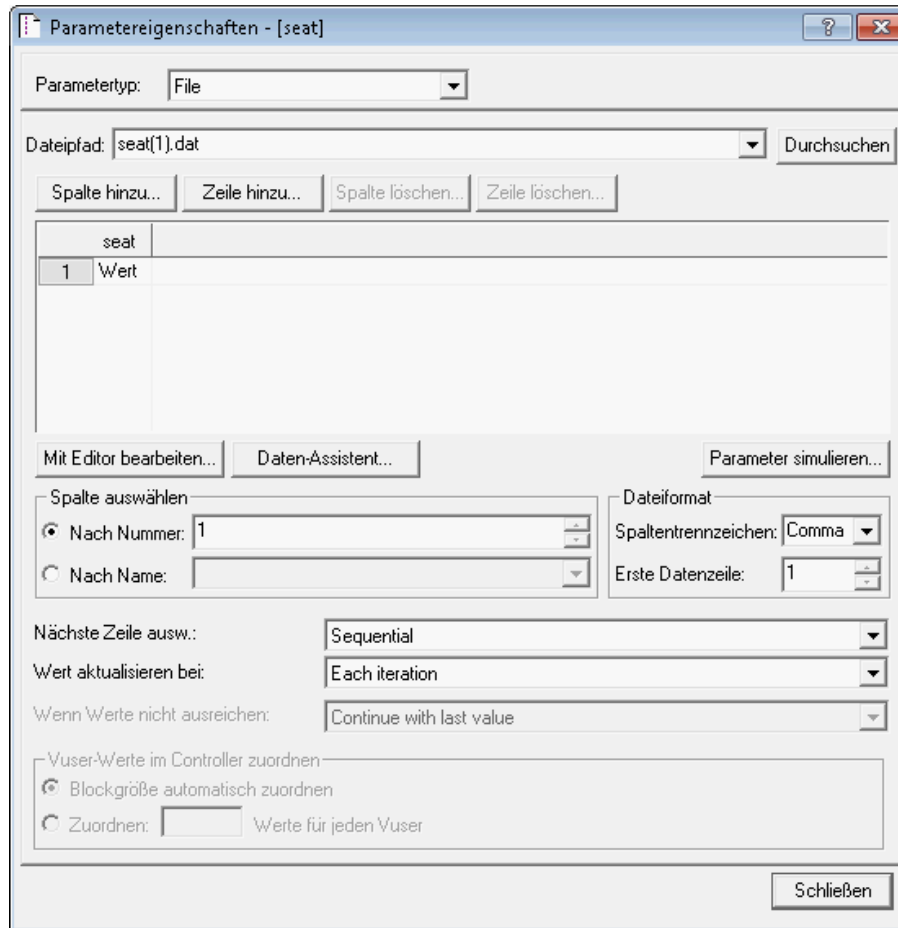 Parametereigenschaften - [seat]
Parametertyp: File
Dateipfad: seat(1).dat Durchsuchen
Spalte hinzu... Zeile hinzu... Spalte löschen... Zeile löschen...
seat
1 Wert
Mit Editor bearbeiten... Daten-Assistent... Parameter simulieren...
Spalte auswählen Dateiformat
Nach Nummer: 1 Spaltentrennzeichen: Comma
Nach Name: Erste Datenzeile: 1
Nächste Zeile ausw.: Sequential
Wert aktualisieren bei: Each iteration
Wenn Werte nicht ausreichen: Continue with last value
Vuser-Werte im Controller zuordnen
Blockgröße automatisch zuordnen
Zuordnen: Werte für jeden Vuser
Schließen